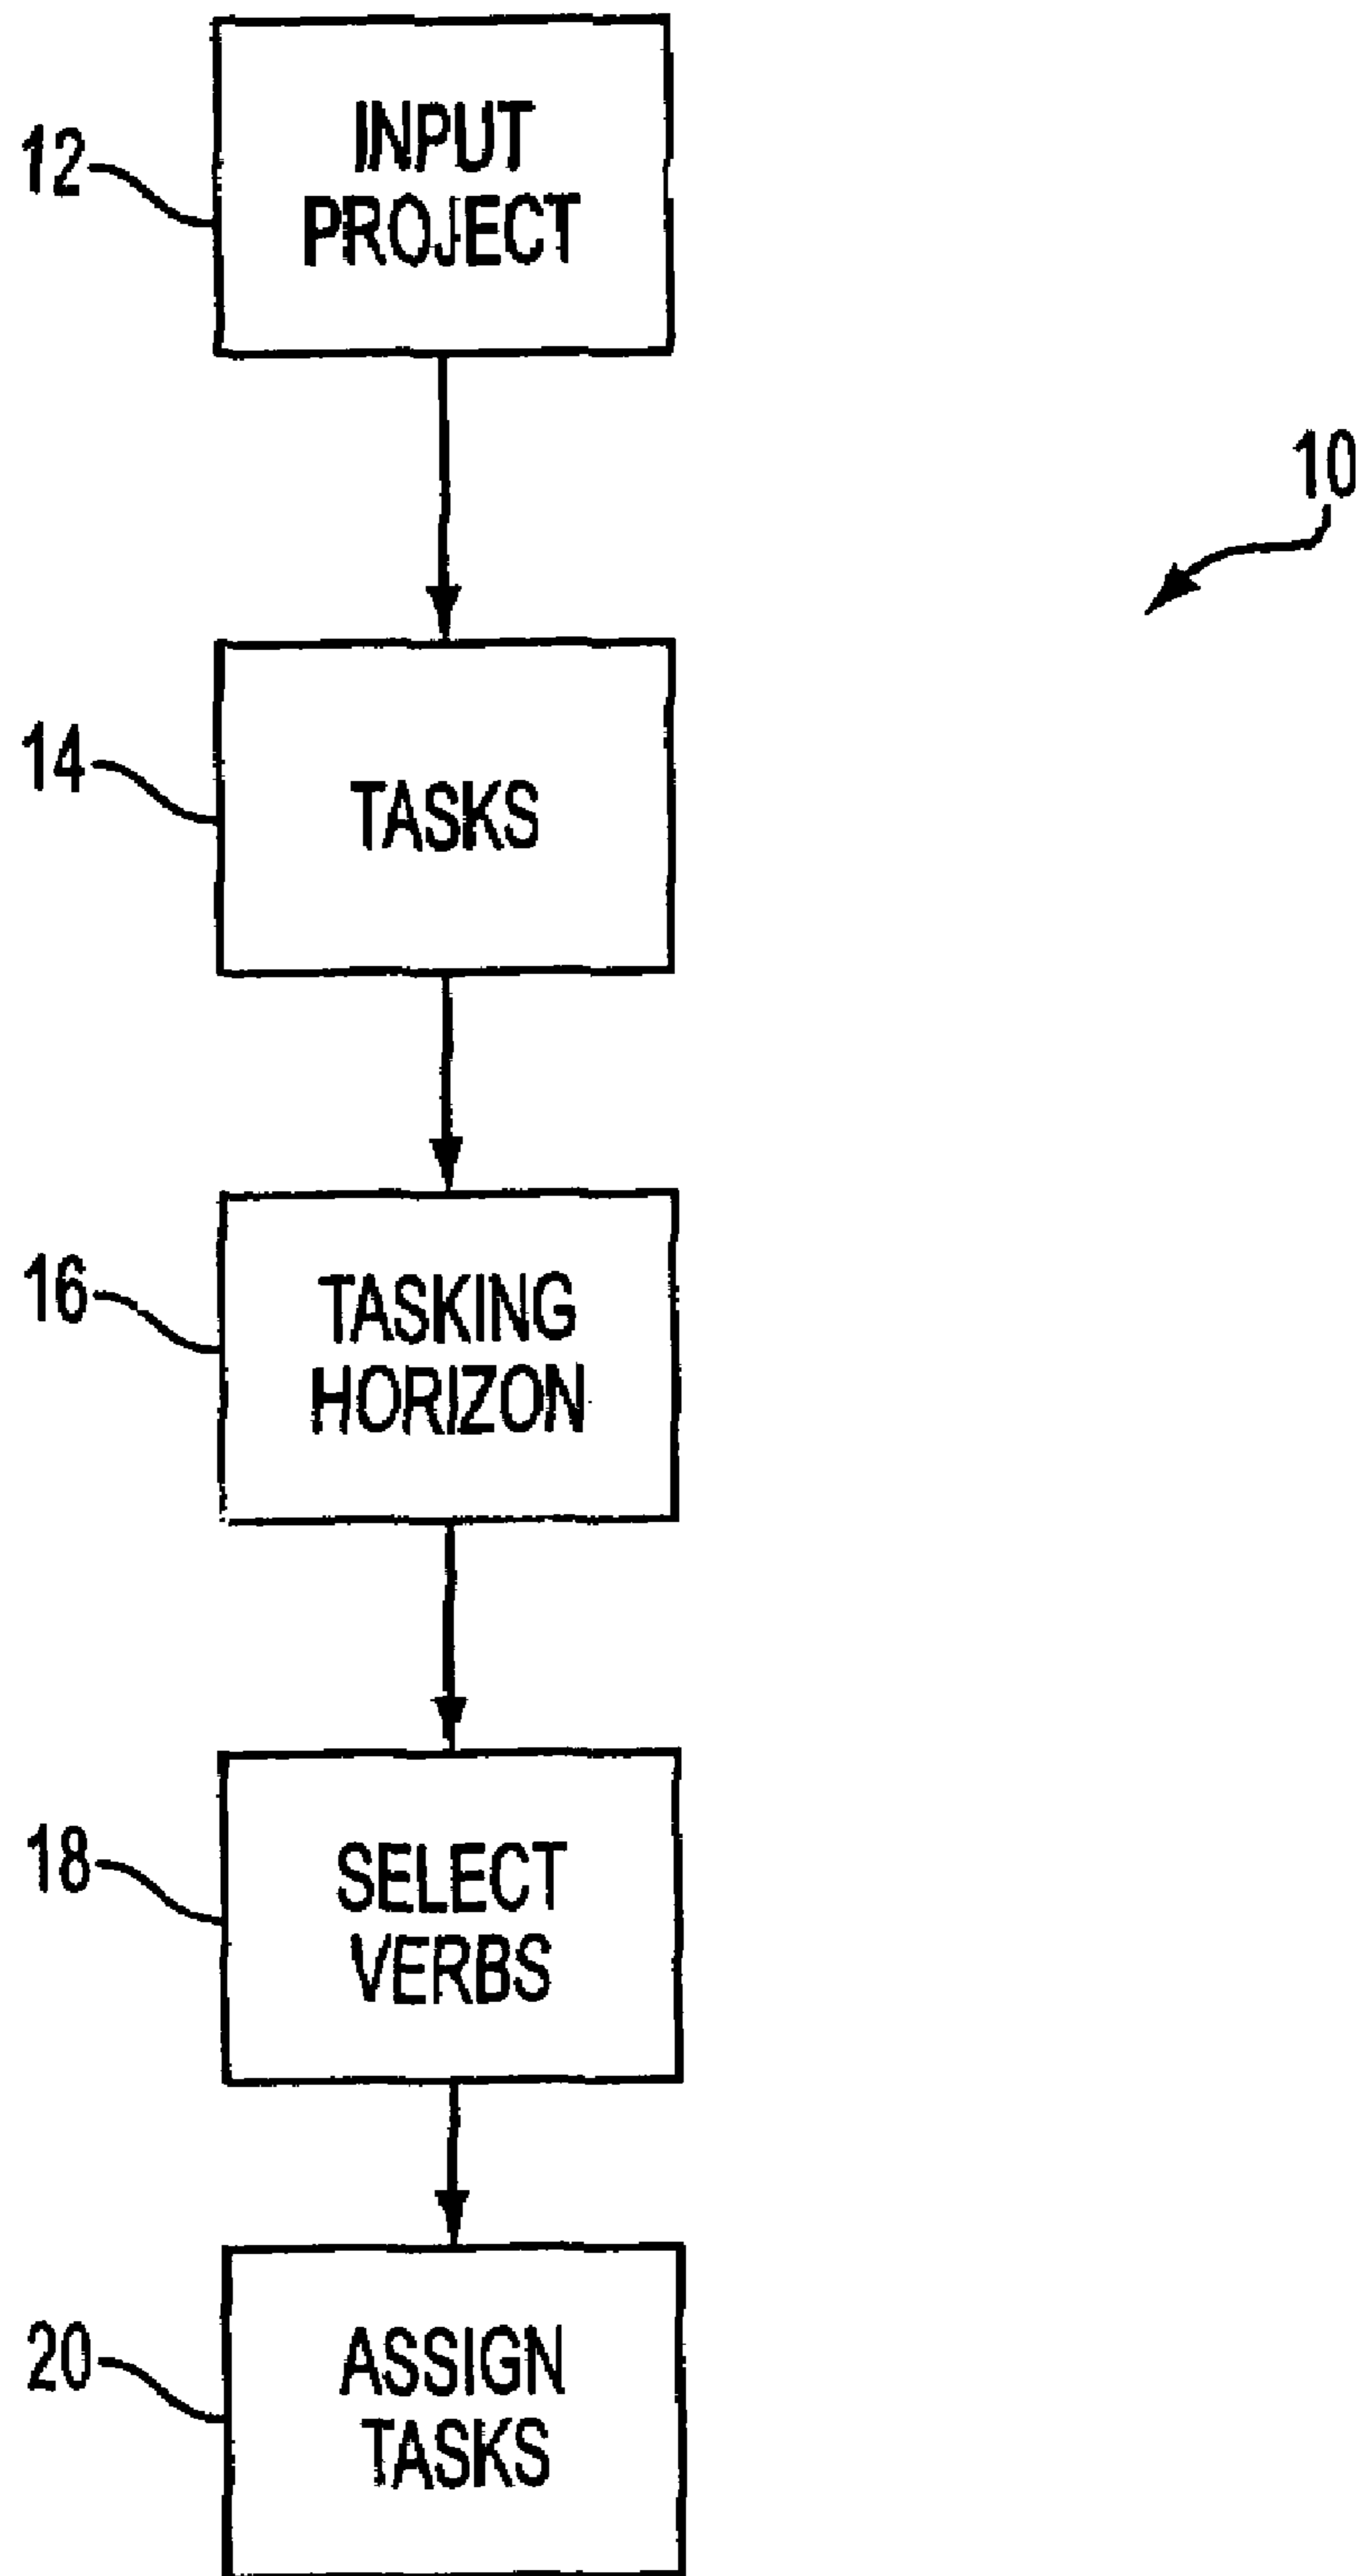 INPUT
PROJECT
12
10
14
TASKS
16
TASKING
HORIZON
18
SELECT
VERBS
20
ASSIGN
TASKS